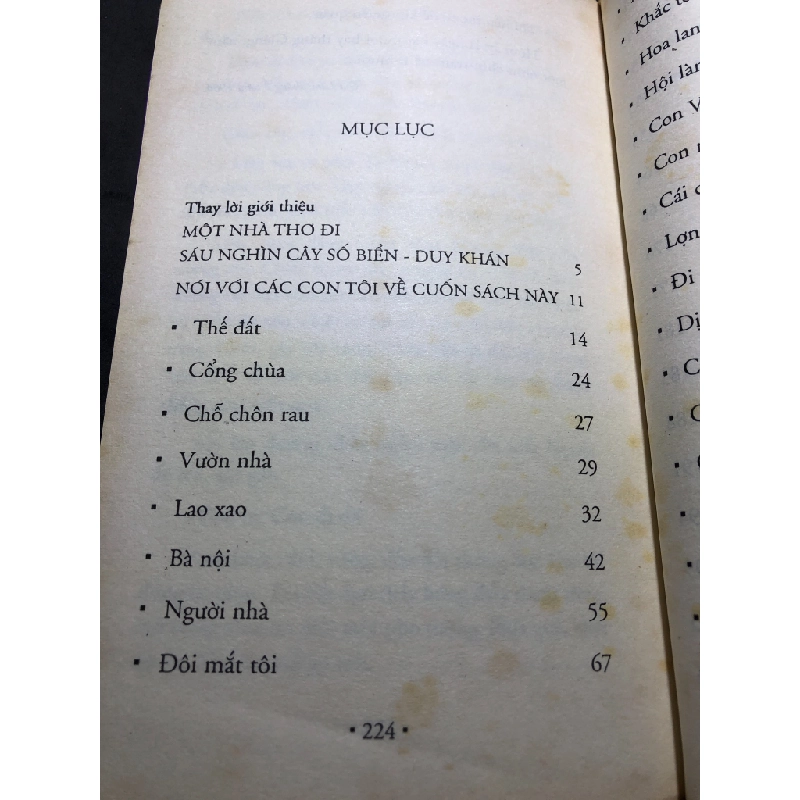 MỤC LỤC
Thay lời giới thiệu
MỘT NHÀ THƠ ĐI
SÁU NGHÌN CÂY SỐ BIỂN - DUY KHÁN 5
NÓI VỚI CÁC CON TÔI VỀ CUỐN SÁCH NÀY 11
• Thế đất 14
• Cổng chùa 24
• Chỗ chôn rau 27
• Vườn nhà 29
• Lao xao 32
• Bà nội 42
• Người nhà 55
• Đôi mắt tôi 67
• 224 •
• Khắc
• Hoa lan
• Hội làn
• Con V
• Con
• Cái
• Lợn
• Đi